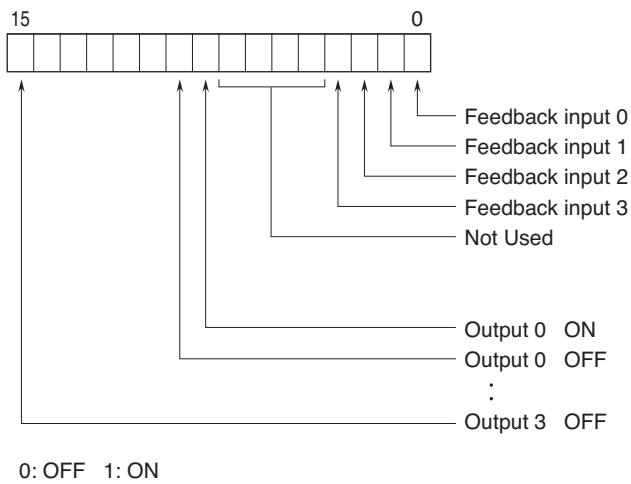 15 0
Feedback input 0
Feedback input 1
Feedback input 2
Feedback input 3
Not Used
Output 0 ON
Output 0 OFF
:
Output 3 OFF
0: OFF 1: ON